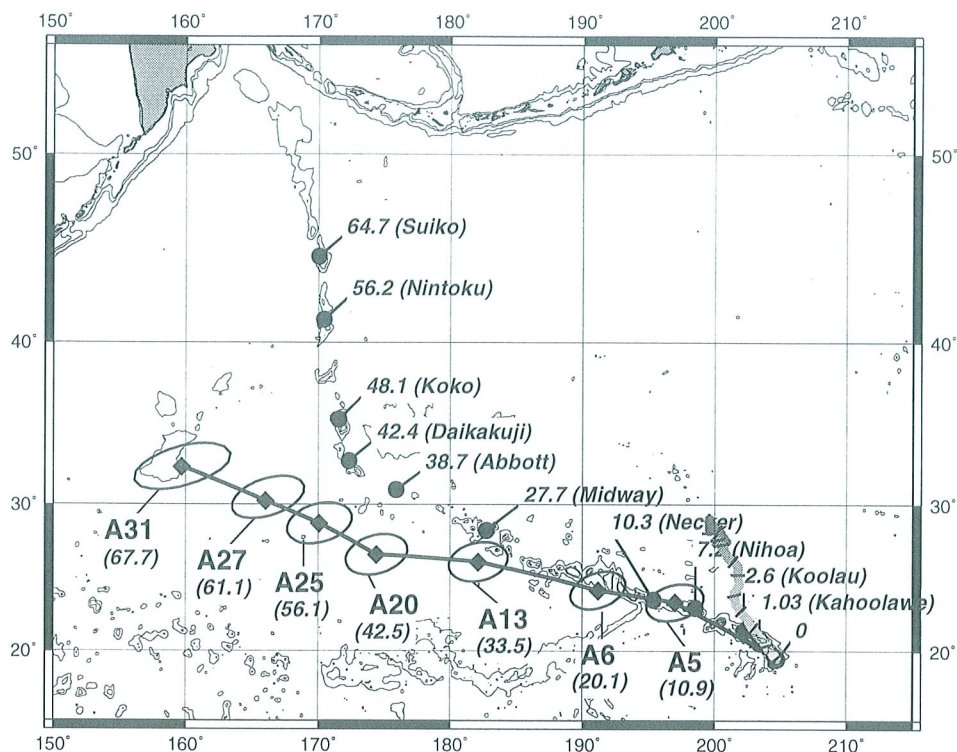 150° 160° 170° 180° 190° 200° 210°
50° 50°
64.7 (Suiko)
56.2 (Nintoku)
40° 40°
48.1 (Koko)
42.4 (Daikakuji)
38.7 (Abbott)
30° 30°
27.7 (Midway)
10.3 (Necker)
7.2 (Nihoa)
2.6 (Koolau)
1.03 (Kahoolawe)
0
A31
(67.7)
A27
(61.1)
A25
(56.1)
A20
(42.5)
A13
(33.5)
A6
(20.1)
A5
(10.9)
20° 20°
150° 160° 170° 180° 190° 200° 210°